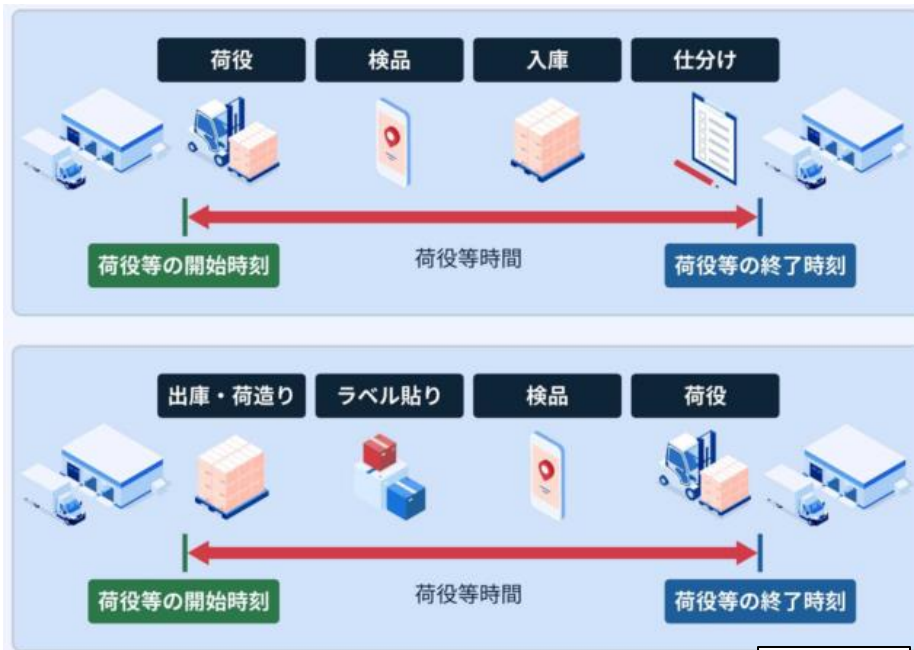 荷役 検品 入庫 仕分け
荷役等時間
荷役等の開始時刻 荷役等の終了時刻
出庫・荷造り ラベル貼り 検品 荷役
荷役等時間
荷役等の開始時刻 荷役等の終了時刻